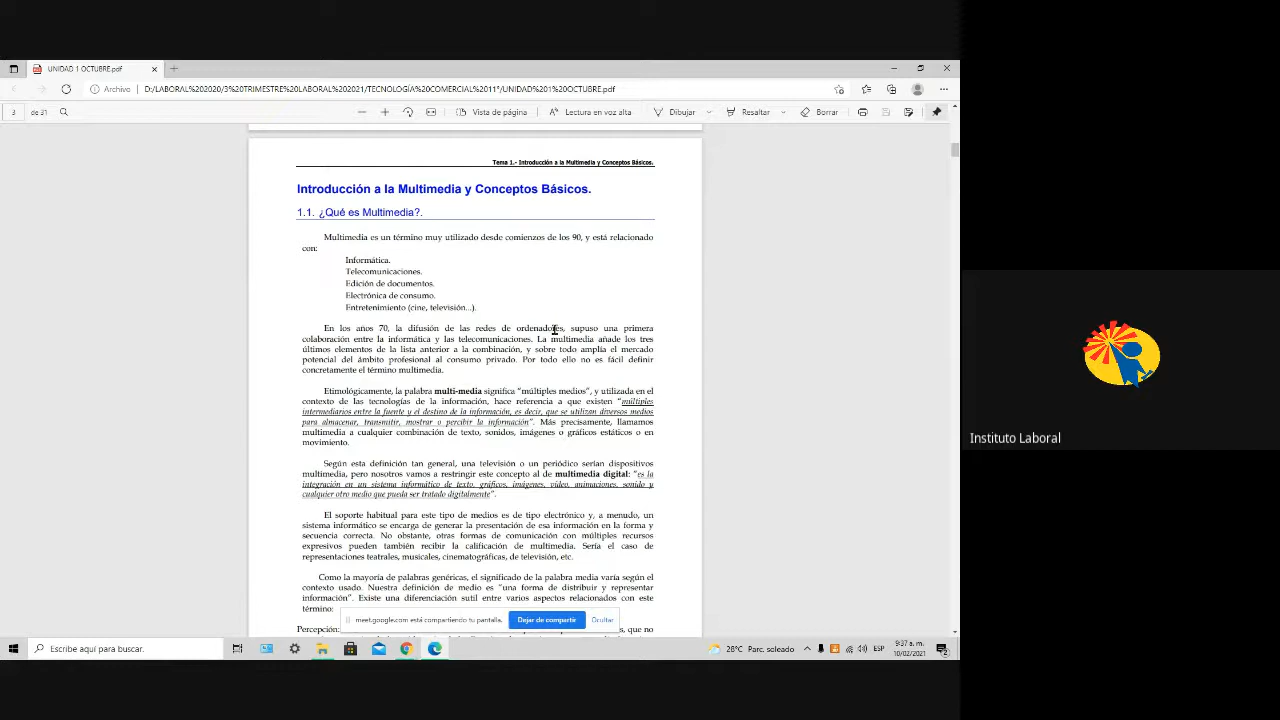 UNIDAD 1 OCTUBRE.pdf
Archivo
D:/LABORAL%202020/3%20TRIMESTRE%20LABORAL%202021/TECNOLOGÍA%20COMERCIAL%2011°/UNIDAD%201%20OCTUBRE.pdf
3 de 31
Vista de página
Lectura en voz alta
Dibujar
Resaltar
Borrar
Tema 1.- Introducción a la Multimedia y Conceptos Básicos.
Introducción a la Multimedia y Conceptos Básicos.
1.1. ¿Qué es Multimedia?.
Multimedia es un término muy utilizado desde comienzos de los 90, y está relacionado
con:
Informática.
Telecomunicaciones.
Edición de documentos.
Electrónica de consumo.
Entretenimiento (cine, televisión...).
En los años 70, la difusión de las redes de ordenadores, supuso una primera
colaboración entre la informática y las telecomunicaciones. La multimedia añade los tres
últimos elementos de la lista anterior a la combinación, y sobre todo amplía el mercado
potencial del ámbito profesional al consumo privado. Por todo ello no es fácil definir
concretamente el término multimedia.
Etimológicamente, la palabra multi-media significa “múltiples medios”, y utilizada en el
contexto de las tecnologías de la información, hace referencia a que existen “múltiples
intermediarios entre la fuente y el destino de la información, es decir, que se utilizan diversos medios
para almacenar, transmitir, mostrar o percibir la información”. Más precisamente, llamamos
multimedia a cualquier combinación de texto, sonidos, imágenes o gráficos estáticos o en
movimiento.
Según esta definición tan general, una televisión o un periódico serían dispositivos
multimedia, pero nosotros vamos a restringir este concepto al de multimedia digital: “es la
integración en un sistema informático de texto, gráficos, imágenes, vídeo, animaciones, sonido y
cualquier otro medio que pueda ser tratado digitalmente”.
El soporte habitual para este tipo de medios es de tipo electrónico y, a menudo, un
sistema informático se encarga de generar la presentación de esa información en la forma y
secuencia correcta. No obstante, otras formas de comunicación con múltiples recursos
expresivos pueden también recibir la calificación de multimedia. Sería el caso de
representaciones teatrales, musicales, cinematográficas, de televisión, etc.
Como la mayoría de palabras genéricas, el significado de la palabra media varía según el
contexto usado. Nuestra definición de medio es “una forma de distribuir y representar
información”. Existe una diferenciación sutil entre varios aspectos relacionados con este
término:
meet.google.com está compartiendo tu pantalla.
Dejar de compartir
Ocultar
Percepción:
que no
Escribe aquí para buscar.
28°C Parc. soleado
ESP
9:37 a. m.
10/02/2021
2
Instituto Laboral